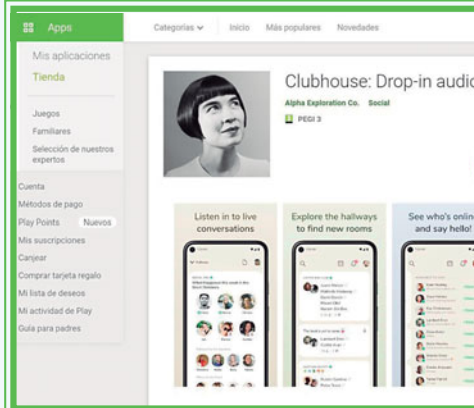 Apps
Categorías
Inicio
Más populares
Novedades
Mis aplicaciones
Tienda
Juegos
Familiares
Selección de nuestros
expertos
Cuenta
Métodos de pago
Play Points Nuevos
Mis suscripciones
Canjear
Comprar tarjeta regalo
Mi lista de deseos
Mi actividad de Play
Guía para padres
Clubhouse: Drop-in audio
Alpha Exploration Co. Social
PEGI 3
Listen in to live
conversations
Explore the hallways
to find new rooms
See who's online
and say hello!